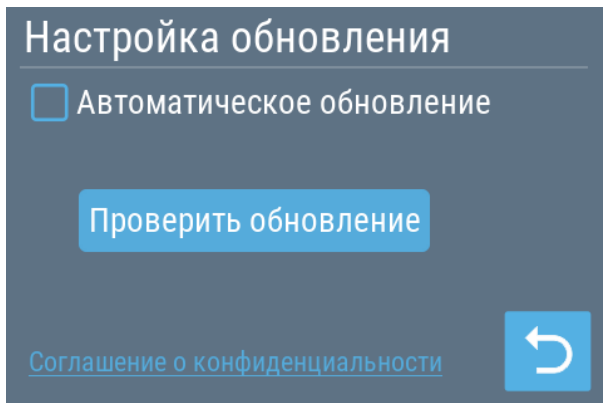 Настройка обновления
Автоматическое обновление
Проверить обновление
Соглашение о конфиденциальности